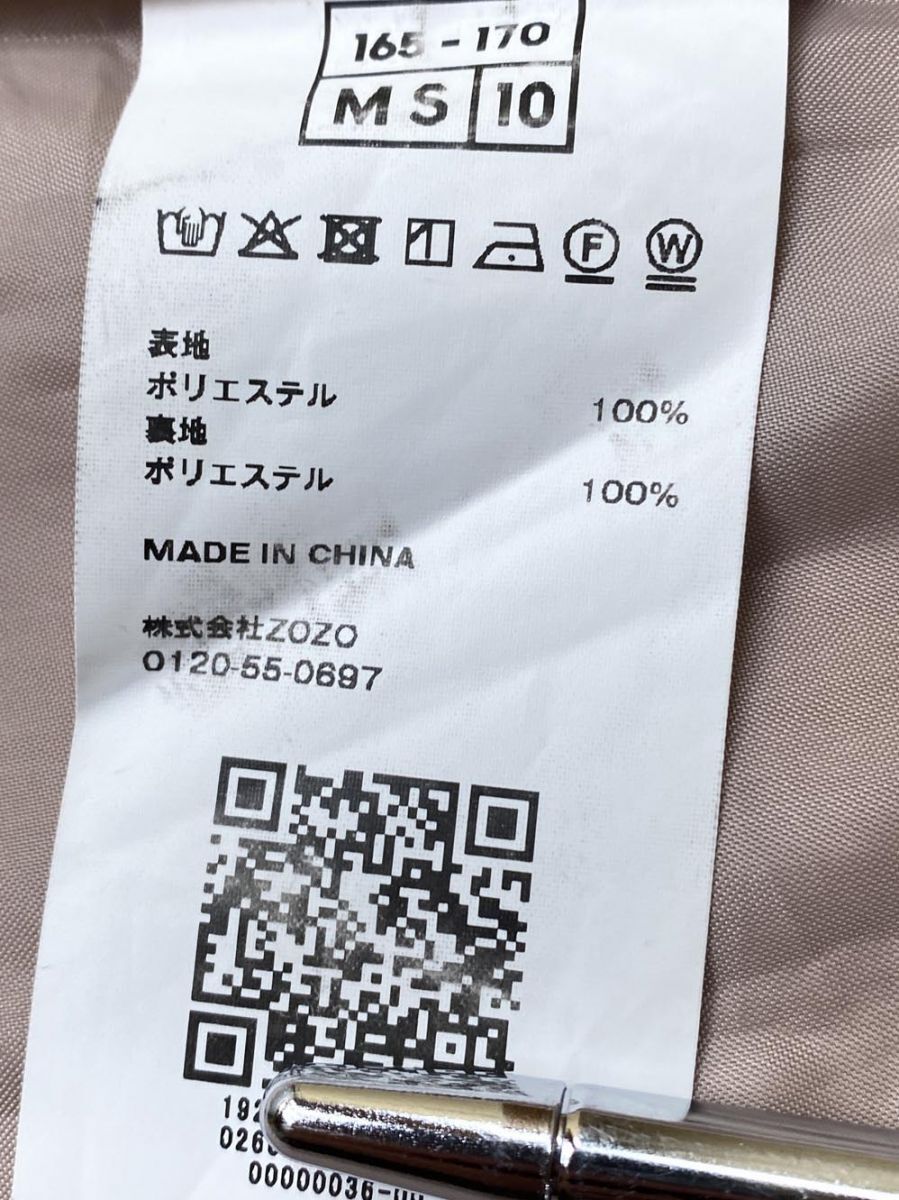 165 - 170
MS 10
F W
表地
ポリエステル 100%
裏地
ポリエステル 100%
MADE IN CHINA
株式会社ZOZO
0120-55-0697